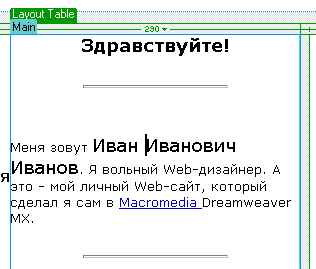 Layout Table
Main
290
Здравствуйте!
Меня зовут Иван Иванович
Иванов. Я вольный Web-дизайнер. А
я
это - мой личный Web-сайт, который
сделал я сам в Macromedia Dreamweaver
MX.